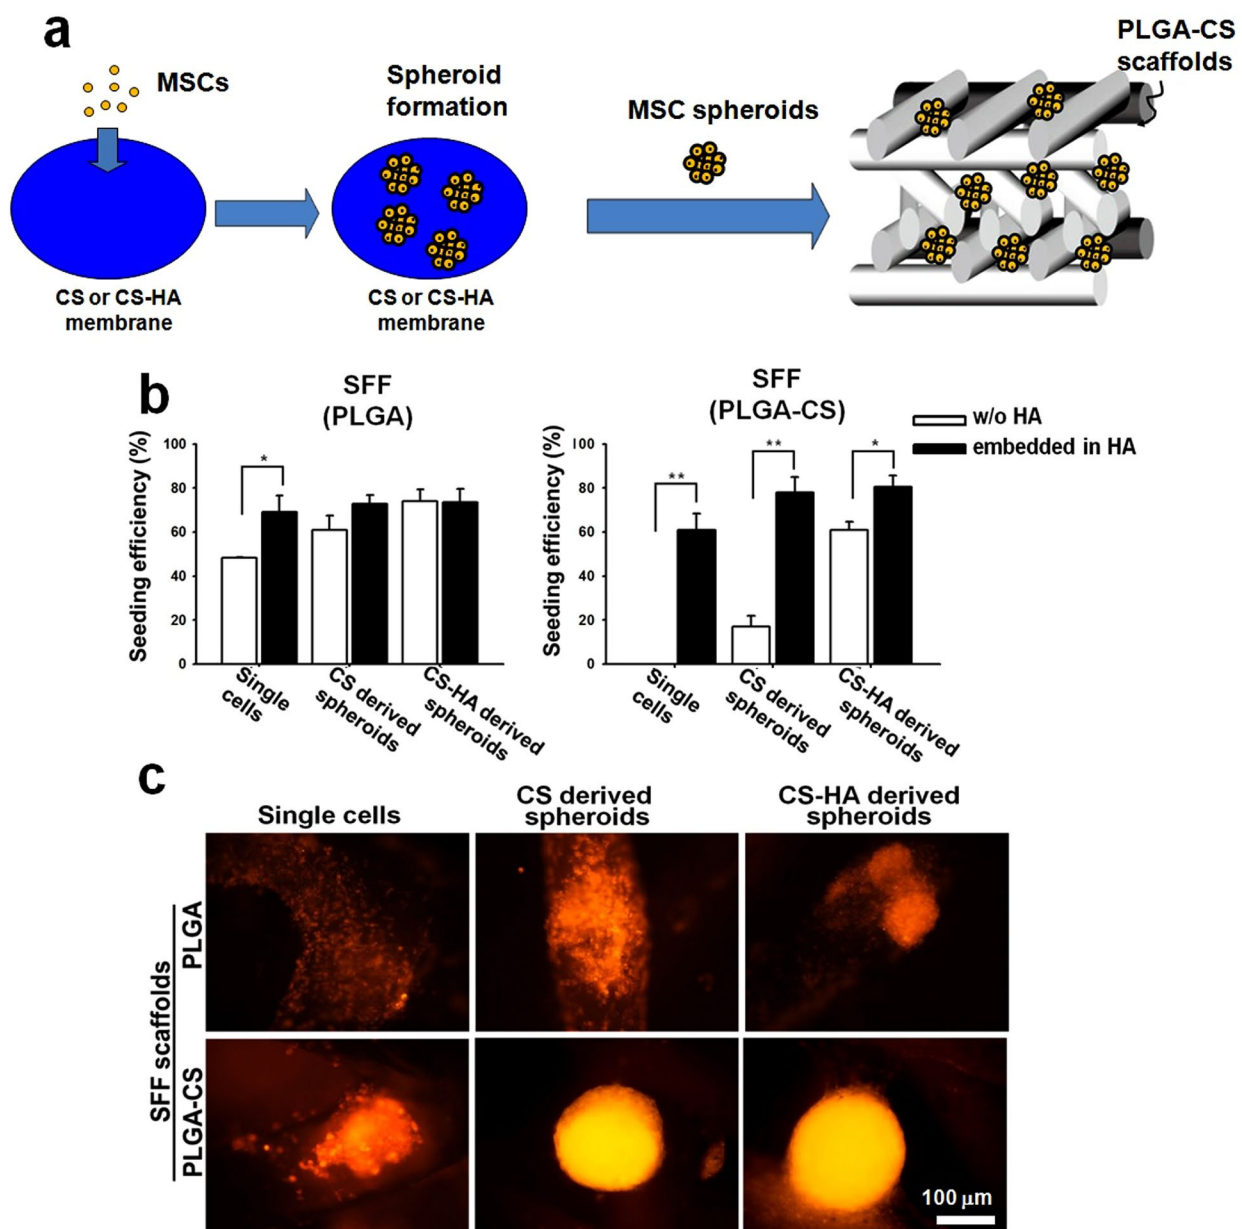 a
MSCs
Spheroid
formation
MSC spheroids
PLGA-CS
scaffolds
CS or CS-HA
membrane
CS or CS-HA
membrane
b
SFF
(PLGA)
Seeding efficiency (%)
100
80
60
40
20
0
*
Single
cells
CS derived
spheroids
CS-HA derived
spheroids
SFF
(PLGA-CS)
w/o HA
embedded in HA
Seeding efficiency (%)
100
80
60
40
20
0
**
**
*
Single
cells
CS derived
spheroids
CS-HA derived
spheroids
c
Single cells
CS derived
spheroids
CS-HA derived
spheroids
SFF scaffolds
PLGA
PLGA-CS
100 μm